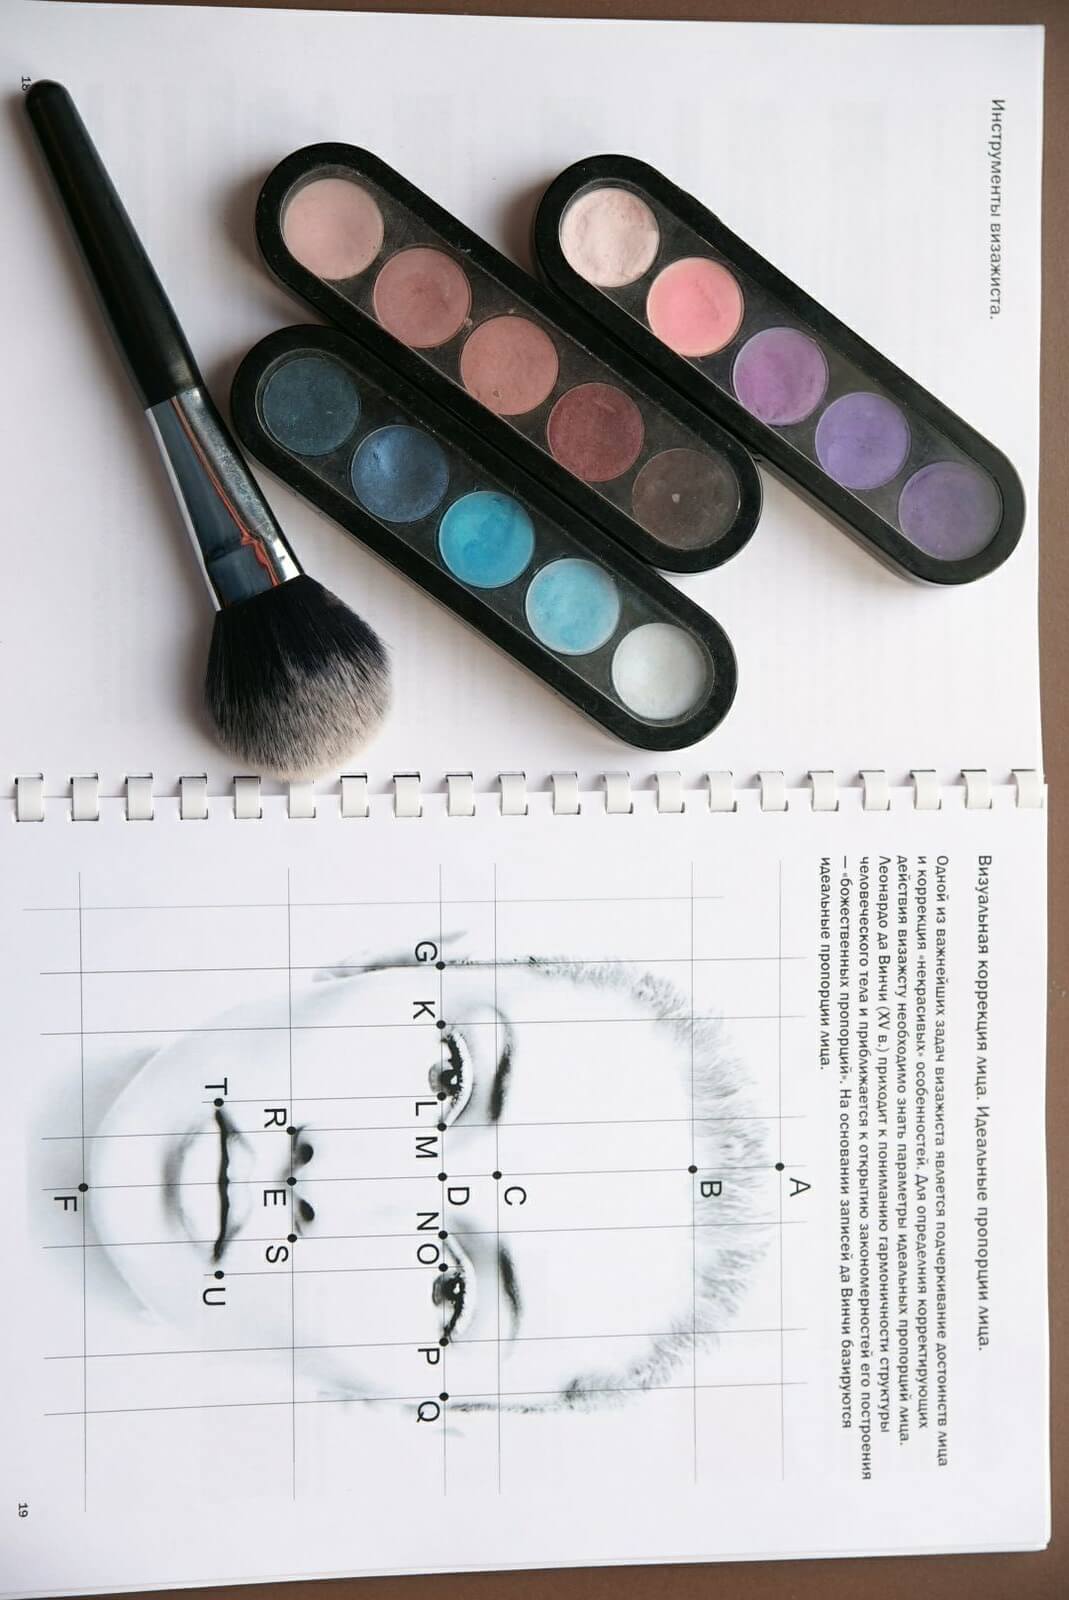 Инструменты визажиста.
18
Визуальная коррекция лица. Идеальные пропорции лица.
Одной из важнейших задач визажиста является подчеркивание достоинств лица
и коррекция «некрасивых» особенностей. Для определния корректирующих
действия визажсту необходимо знать параметры идеальных пропорций лица.
Леонардо да Винчи (XV в.) приходит к пониманию гармоничности структуры
человеческого тела и приближается к открытию закономерностей его построения
— «божественных пропорций». На основании записей да Винчи базируются
идеальные пропорции лица.
A
B
C
G K L M D N O P Q
R E S
T U
F
19